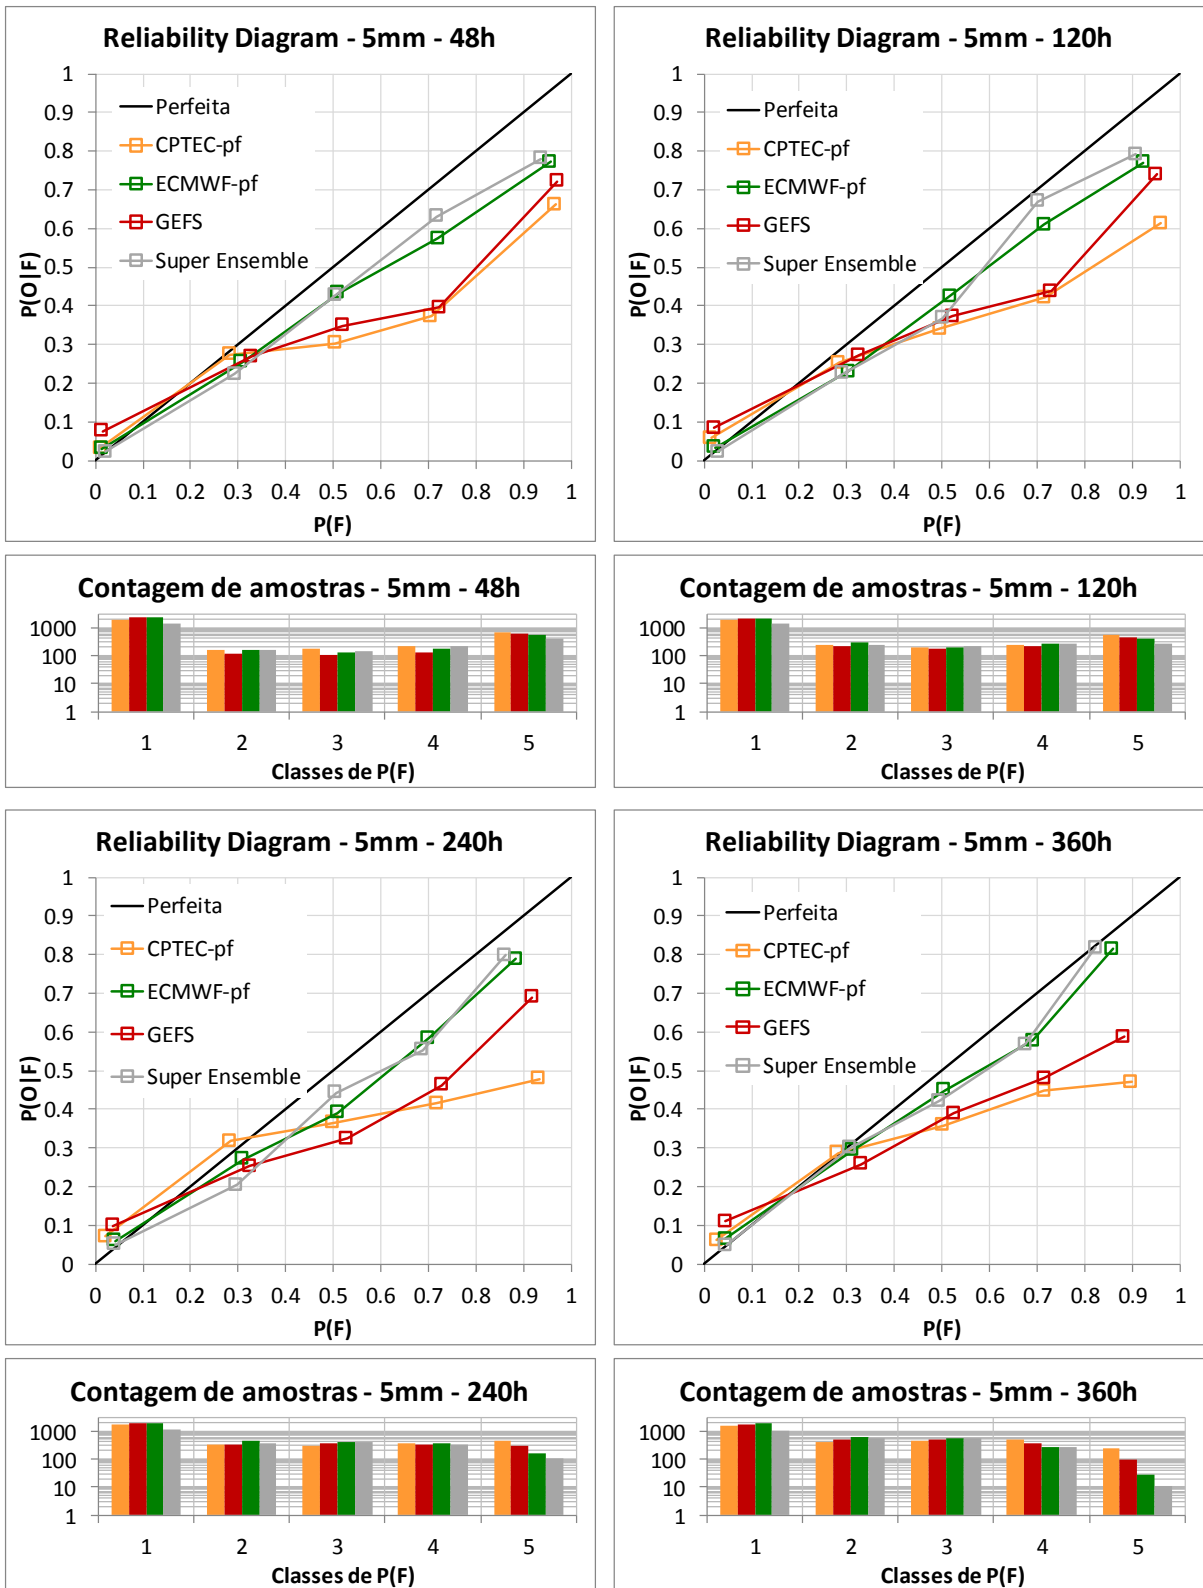 Reliability Diagram - 5mm - 48h
1
0.9
0.8
0.7
0.6
0.5
0.4
0.3
0.2
0.1
0
P(O|F)
Perfeita
CPTEC-pf
ECMWF-pf
GEFS
Super Ensemble
0 0.1 0.2 0.3 0.4 0.5 0.6 0.7 0.8 0.9 1
P(F)
Reliability Diagram - 5mm - 120h
1
0.9
0.8
0.7
0.6
0.5
0.4
0.3
0.2
0.1
0
P(O|F)
Perfeita
CPTEC-pf
ECMWF-pf
GEFS
Super Ensemble
0 0.1 0.2 0.3 0.4 0.5 0.6 0.7 0.8 0.9 1
P(F)
Contagem de amostras - 5mm - 48h
1000
100
10
1
1 2 3 4 5
Classes de P(F)
Contagem de amostras - 5mm - 120h
1000
100
10
1
1 2 3 4 5
Classes de P(F)
Reliability Diagram - 5mm - 240h
1
0.9
0.8
0.7
0.6
0.5
0.4
0.3
0.2
0.1
0
P(O|F)
Perfeita
CPTEC-pf
ECMWF-pf
GEFS
Super Ensemble
0 0.1 0.2 0.3 0.4 0.5 0.6 0.7 0.8 0.9 1
P(F)
Reliability Diagram - 5mm - 360h
1
0.9
0.8
0.7
0.6
0.5
0.4
0.3
0.2
0.1
0
P(O|F)
Perfeita
CPTEC-pf
ECMWF-pf
GEFS
Super Ensemble
0 0.1 0.2 0.3 0.4 0.5 0.6 0.7 0.8 0.9 1
P(F)
Contagem de amostras - 5mm - 240h
1000
100
10
1
1 2 3 4 5
Classes de P(F)
Contagem de amostras - 5mm - 360h
1000
100
10
1
1 2 3 4 5
Classes de P(F)